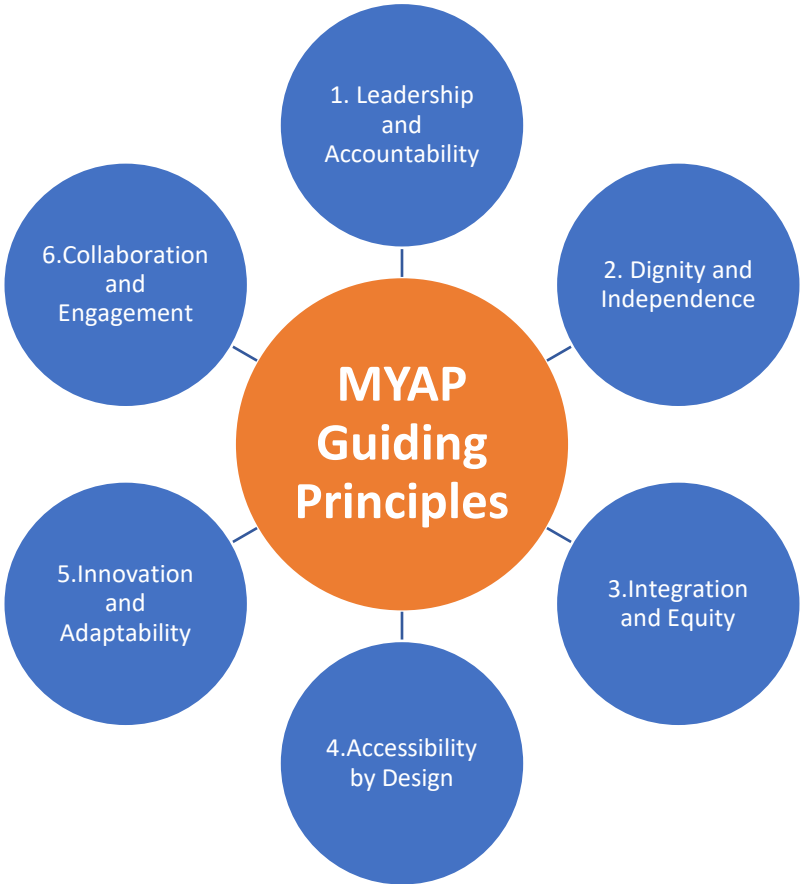 1. Leadership
and
Accountability
2. Dignity and
Independence
3.Integration
and Equity
4.Accessibility
by Design
5.Innovation
and
Adaptability
6.Collaboration
and
Engagement
MYAP
Guiding
Principles